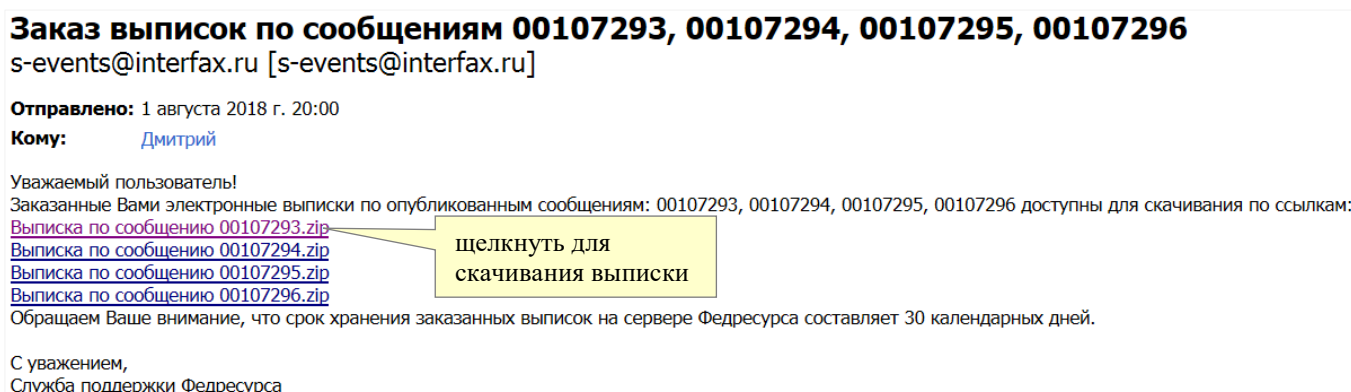 Заказ выписок по сообщениям 00107293, 00107294, 00107295, 00107296
s-events@interfax.ru [s-events@interfax.ru]
Отправлено: 1 августа 2018 г. 20:00
Кому: Дмитрий
Уважаемый пользователь!
Заказанные Вами электронные выписки по опубликованным сообщениям: 00107293, 00107294, 00107295, 00107296 доступны для скачивания по ссылкам:
Выписка по сообщению 00107293.zip
Выписка по сообщению 00107294.zip
Выписка по сообщению 00107295.zip
Выписка по сообщению 00107296.zip
щелкнуть для
скачивания выписки
Обращаем Ваше внимание, что срок хранения заказанных выписок на сервере Федресурса составляет 30 календарных дней.
С уважением,
Служба поддержки Федресурса